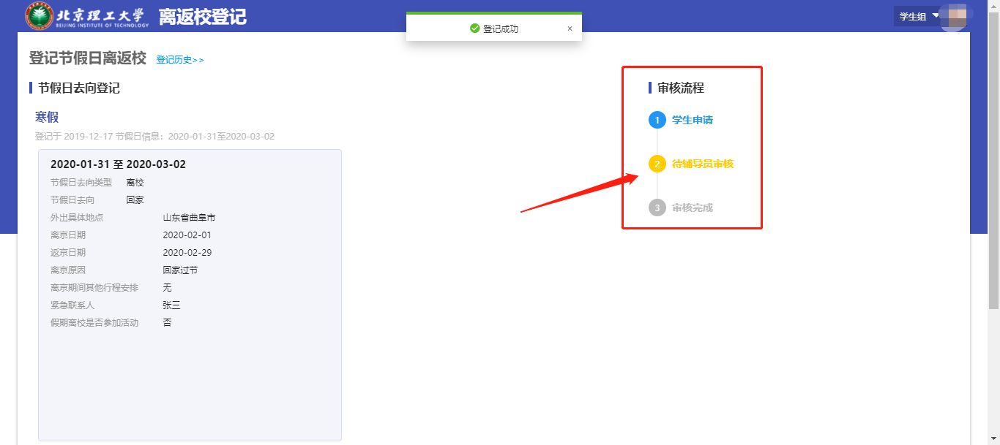 北京理工大学
BEIJING INSTITUTE OF TECHNOLOGY
离返校登记
登记成功 ×
学生组
登记节假日离返校 登记历史>>
节假日去向登记
寒假
登记于 2019-12-17 节假日信息：2020-01-31至2020-03-02
2020-01-31 至 2020-03-02
节假日去向类型 离校
节假日去向 回家
外出具体地点 山东省曲阜市
离京日期 2020-02-01
返京日期 2020-02-29
离京原因 回家过节
离京期间其他行程安排 无
紧急联系人 张三
假期离校是否参加活动 否
审核流程
1 学生申请
2 待辅导员审核
3 审核完成